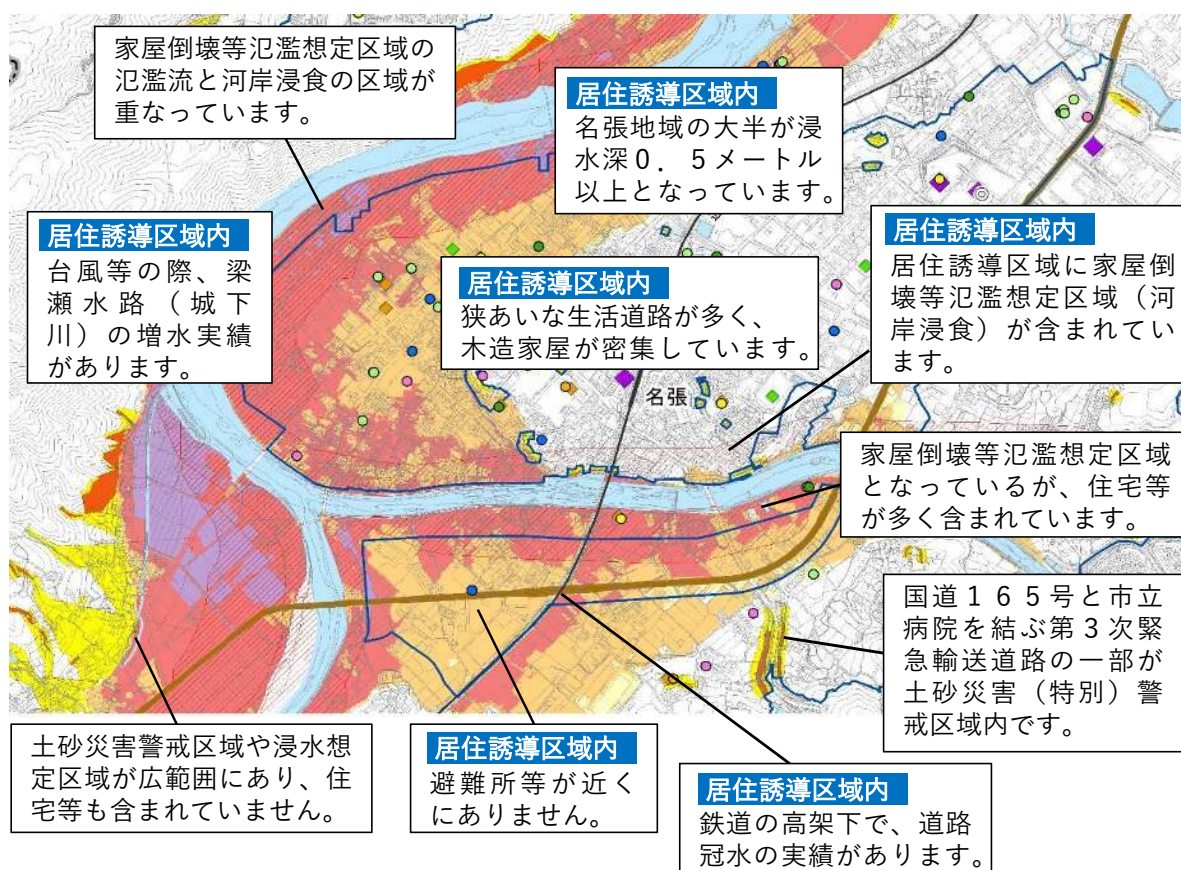 家屋倒壊等氾濫想定区域の
氾濫流と河岸浸食の区域が
重なっています。
居住誘導区域内
名張地域の大半が浸
水深０．５メートル
以上となっています。
居住誘導区域内
台風等の際、梁
瀬水路（城下
川）の増水実績
があります。
居住誘導区域内
狭あいな生活道路が多く、
木造家屋が密集しています。
居住誘導区域内
居住誘導区域に家屋倒
壊等氾濫想定区域（河
岸浸食）が含まれてい
ます。
名張
家屋倒壊等氾濫想定区域
となっているが、住宅等
が多く含まれています。
国道１６５号と市立
病院を結ぶ第３次緊
急輸送道路の一部が
土砂災害（特別）警
戒区域内です。
土砂災害警戒区域や浸水想
定区域が広範囲にあり、住
宅等も含まれていません。
居住誘導区域内
避難所等が近く
にありません。
居住誘導区域内
鉄道の高架下で、道路
冠水の実績があります。